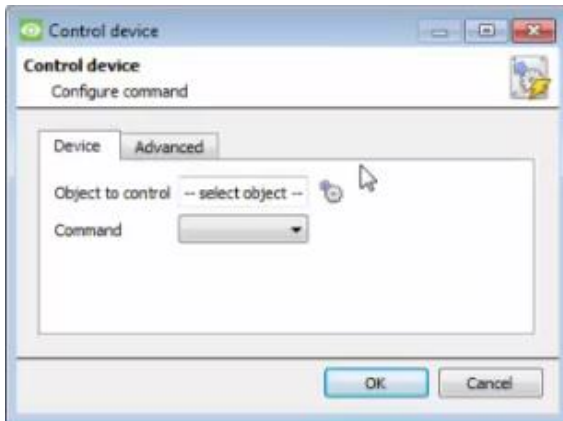 Control device
Control device
Configure command
Device Advanced
Object to control -- select object --
Command
OK Cancel